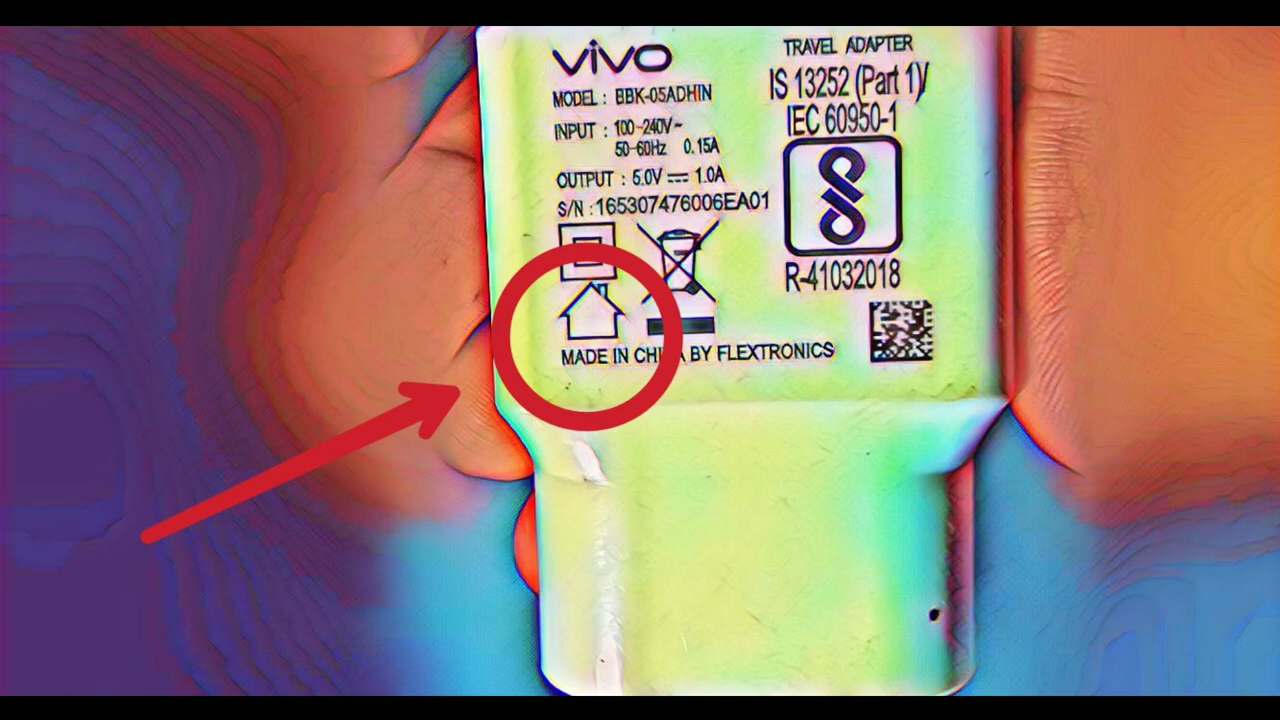 vivo
MODEL : BBK-05ADHIN
INPUT : 100-240V~
50-60Hz 0.15A
OUTPUT : 5.0V⎓ 1.0A
S/N :165307476006EA01
MADE IN CHINA BY FLEXTRONICS
TRAVEL ADAPTER
IS 13252 (Part 1)/
IEC 60950-1
R-41032018